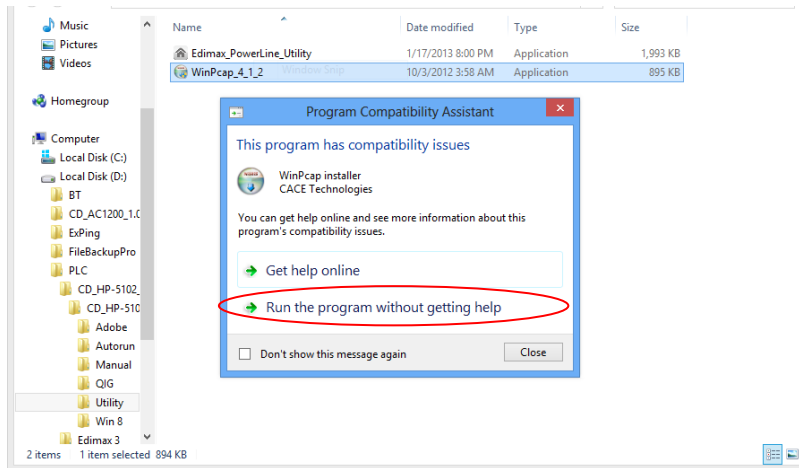 Music
Pictures
Videos
Homegroup
Computer
Local Disk (C:)
Local Disk (D:)
BT
CD_AC1200_1.0
ExPing
FileBackupPro
PLC
CD_HP-5102_
CD_HP-510
Adobe
Autorun
Manual
QIG
Utility
Win 8
Edimax 3
Name Date modified Type Size
Edimax_PowerLine_Utility 1/17/2013 8:00 PM Application 1,993 KB
WinPcap_4_1_2 Window Snip 10/3/2012 3:58 AM Application 895 KB
Program Compatibility Assistant
This program has compatibility issues
WinPcap installer
CACE Technologies
You can get help online and see more information about this
program's compatibility issues.
Get help online
Run the program without getting help
Don't show this message again Close
2 items 1 item selected 894 KB